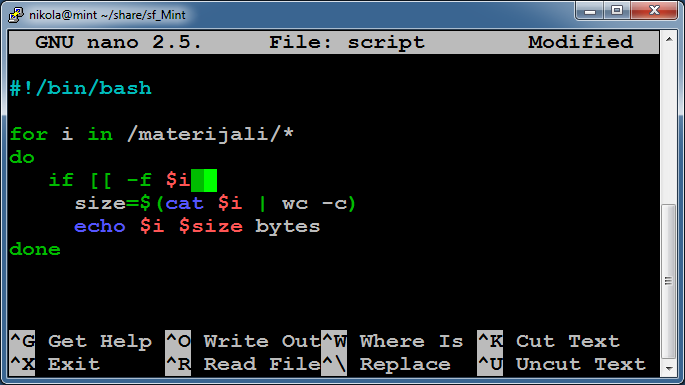 nikola@mint ~/share/sf_Mint
GNU nano 2.5. File: script Modified
#!/bin/bash
for i in /materijali/*
do
if [[ -f $i
size=$(cat $i | wc -c)
echo $i $size bytes
done
^G Get Help ^O Write Out ^W Where Is ^K Cut Text
^X Exit ^R Read File ^\ Replace ^U Uncut Text